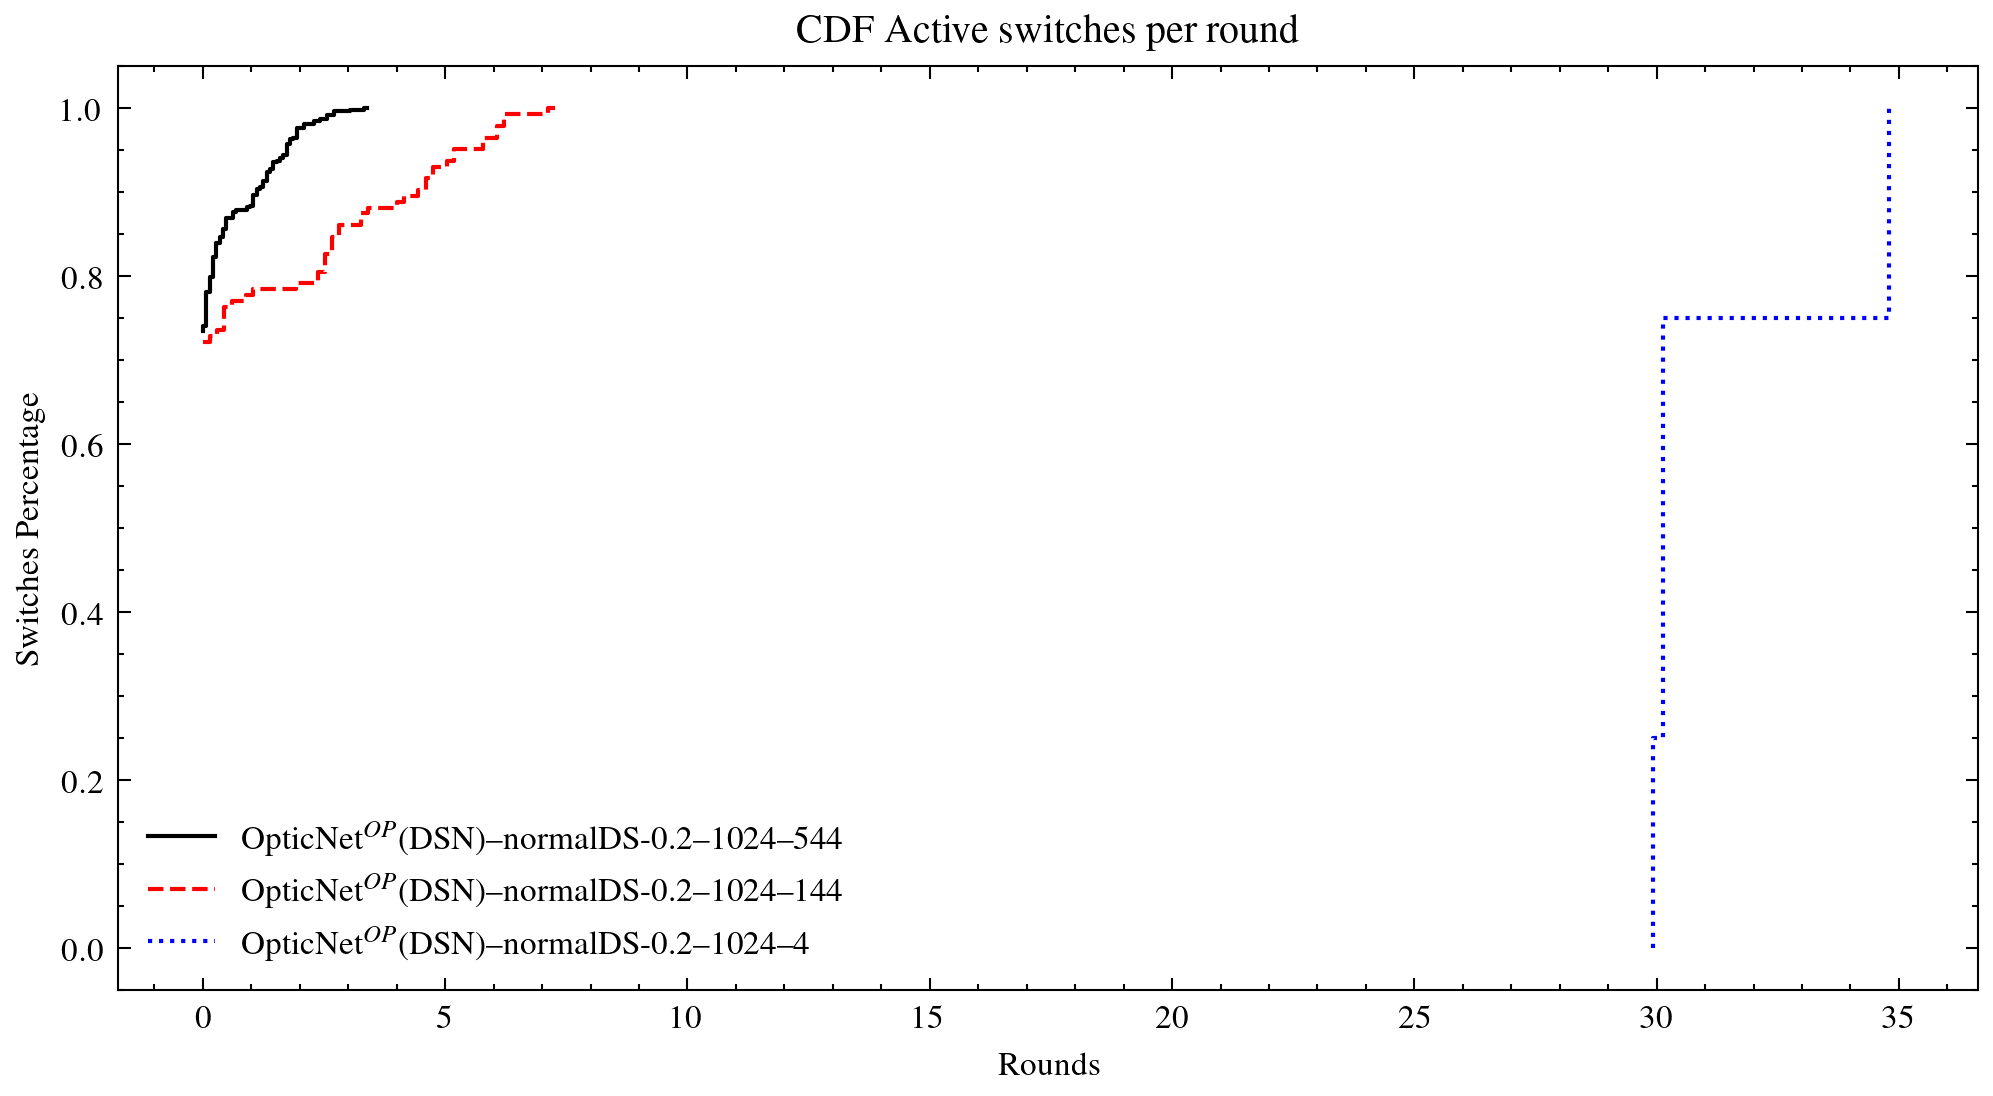 CDF Active switches per round
1.0
0.8
0.6
0.4
0.2
0.0
Switches Percentage
OpticNet^{OP}(DSN)–normalDS-0.2–1024–544
OpticNet^{OP}(DSN)–normalDS-0.2–1024–144
OpticNet^{OP}(DSN)–normalDS-0.2–1024–4
0 5 10 15 20 25 30 35
Rounds